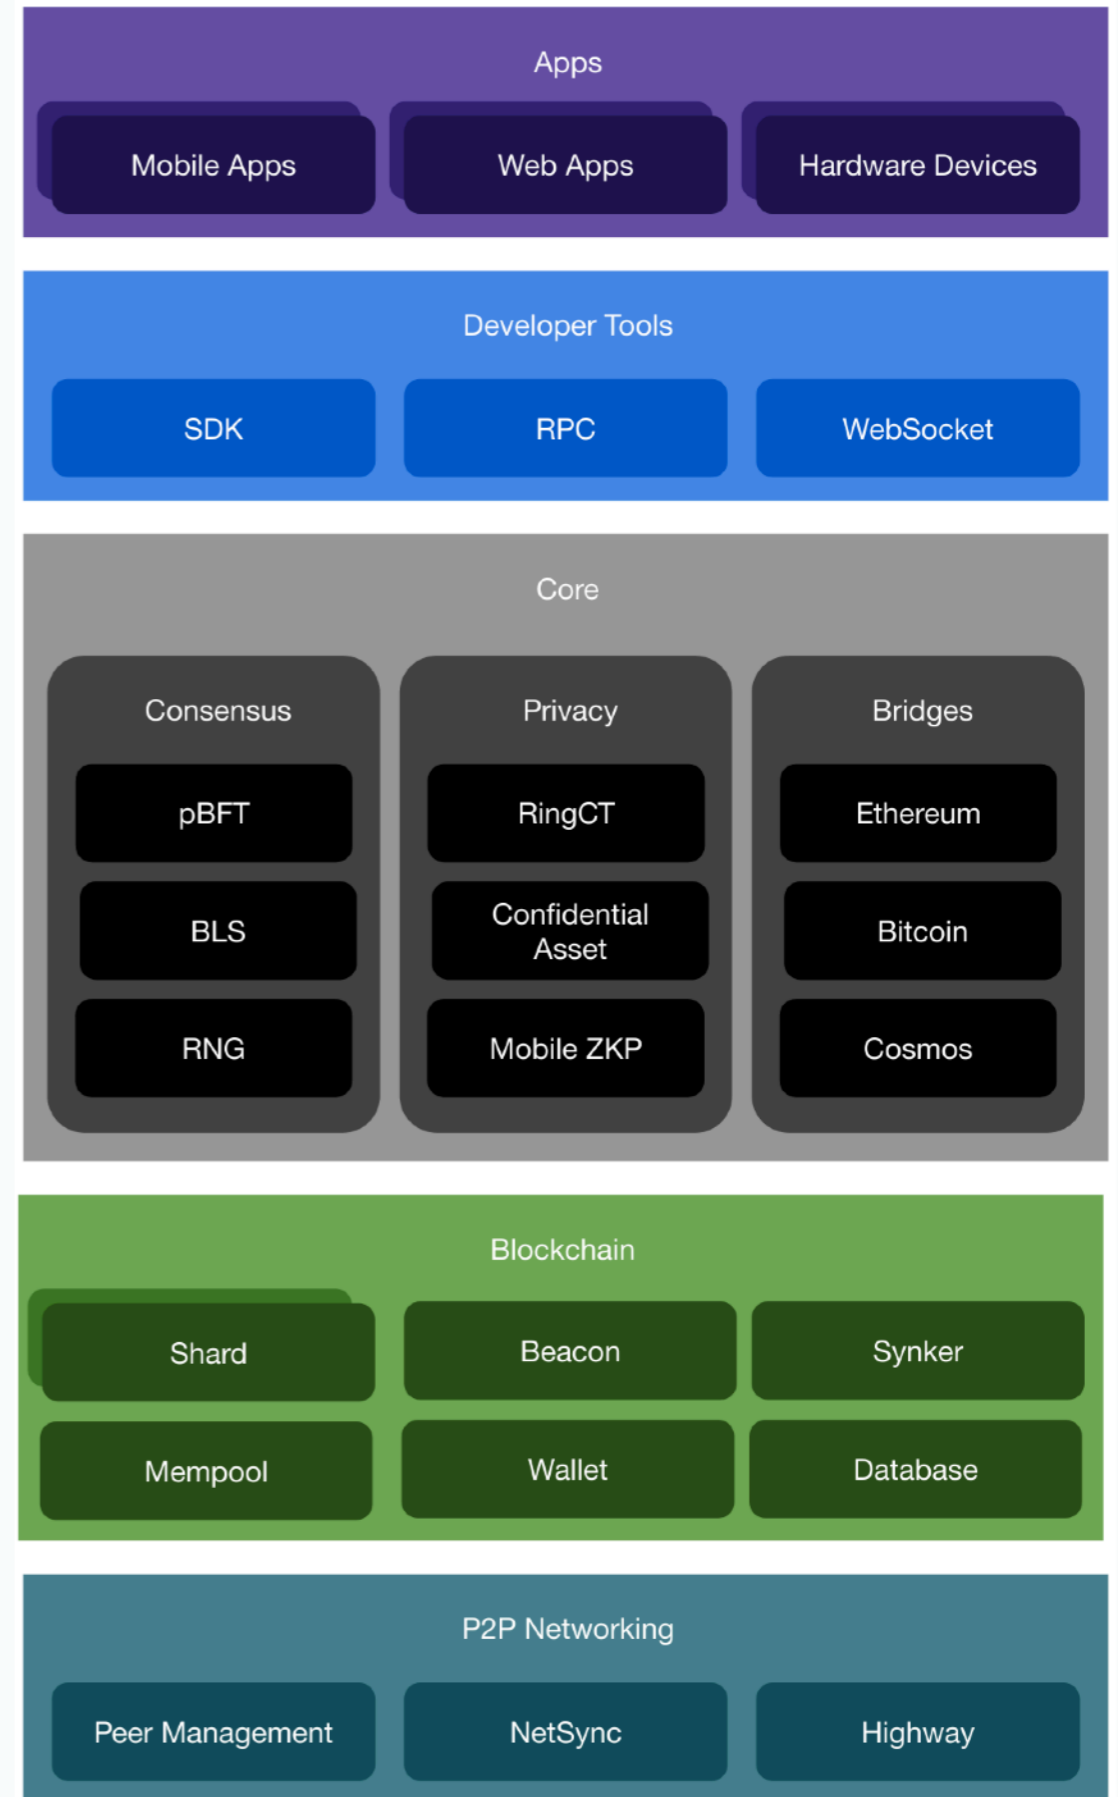 Apps
Mobile Apps
Web Apps
Hardware Devices
Developer Tools
SDK
RPC
WebSocket
Core
Consensus
pBFT
BLS
RNG
Privacy
RingCT
Confidential
Asset
Mobile ZKP
Bridges
Ethereum
Bitcoin
Cosmos
Blockchain
Shard
Beacon
Synker
Mempool
Wallet
Database
P2P Networking
Peer Management
NetSync
Highway